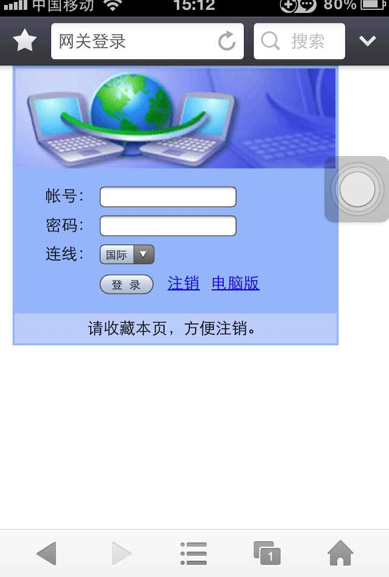 中国移动 15:12 80%
网关登录 搜索
帐号：
密码：
连线： 国际
登 录 注销 电脑版
请收藏本页，方便注销。
1